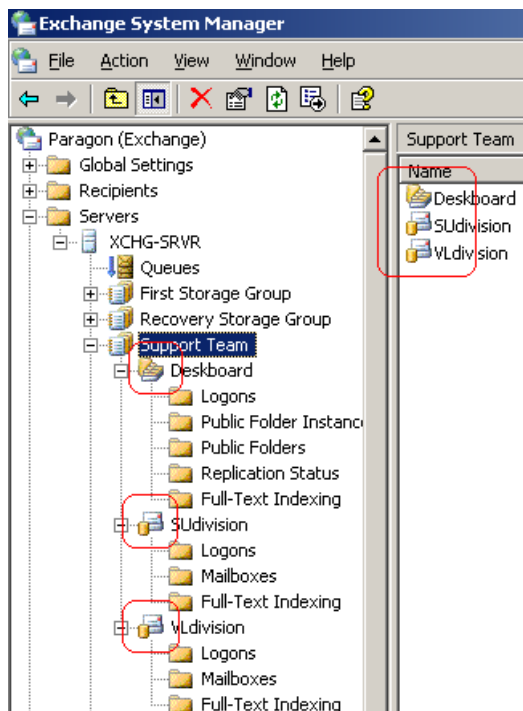 Exchange System Manager
File Action View Window Help
Paragon (Exchange)
Global Settings
Recipients
Servers
XCHG-SRVR
Queues
First Storage Group
Recovery Storage Group
Support Team
Deskboard
Logons
Public Folder Instanc
Public Folders
Replication Status
Full-Text Indexing
SUdivision
Logons
Mailboxes
Full-Text Indexing
VLdivision
Logons
Mailboxes
Full-Text Indexing
Support Team
Name
Deskboard
SUdivision
VLdivision